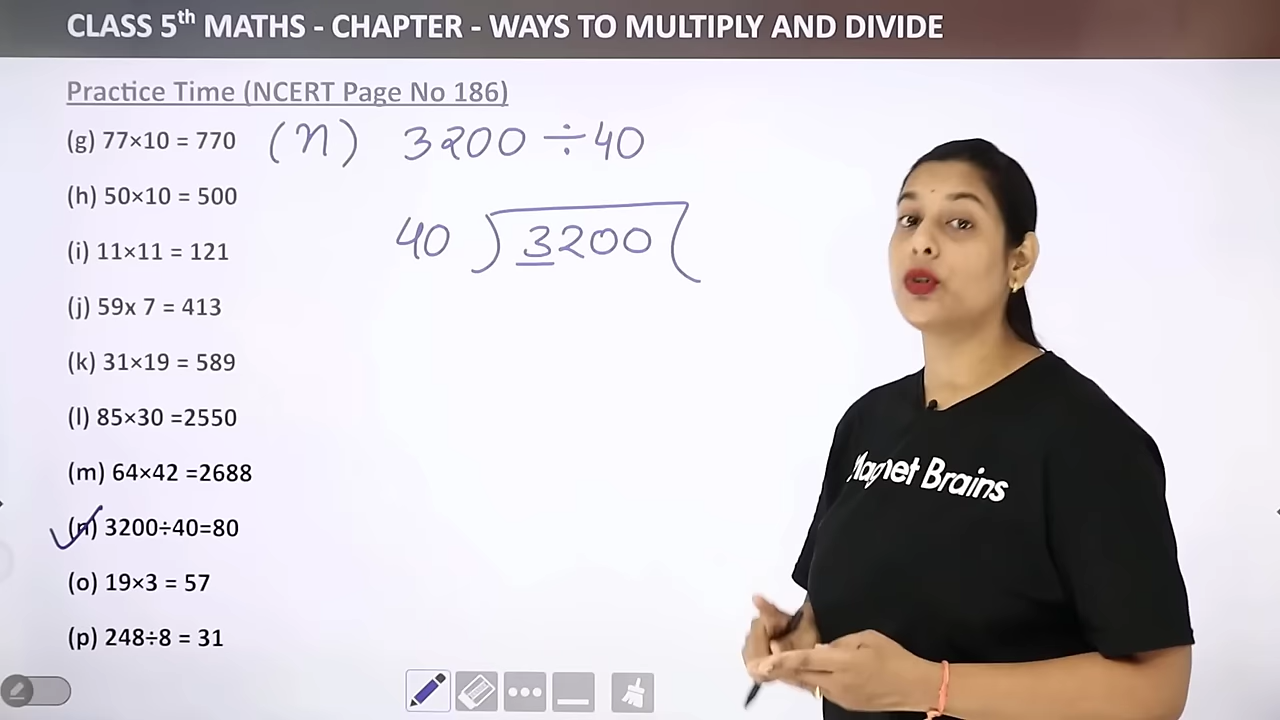 CLASS 5th MATHS - CHAPTER - WAYS TO MULTIPLY AND DIVIDE
Practice Time (NCERT Page No 186)
(g) 77×10 = 770
(h) 50×10 = 500
(i) 11×11 = 121
(j) 59x 7 = 413
(k) 31×19 = 589
(l) 85×30 =2550
(m) 64×42 =2688
(n) 3200÷40=80
(o) 19×3 = 57
(p) 248÷8 = 31
(n) 3200 ÷ 40
40 ) 3200 (
Magnet Brains